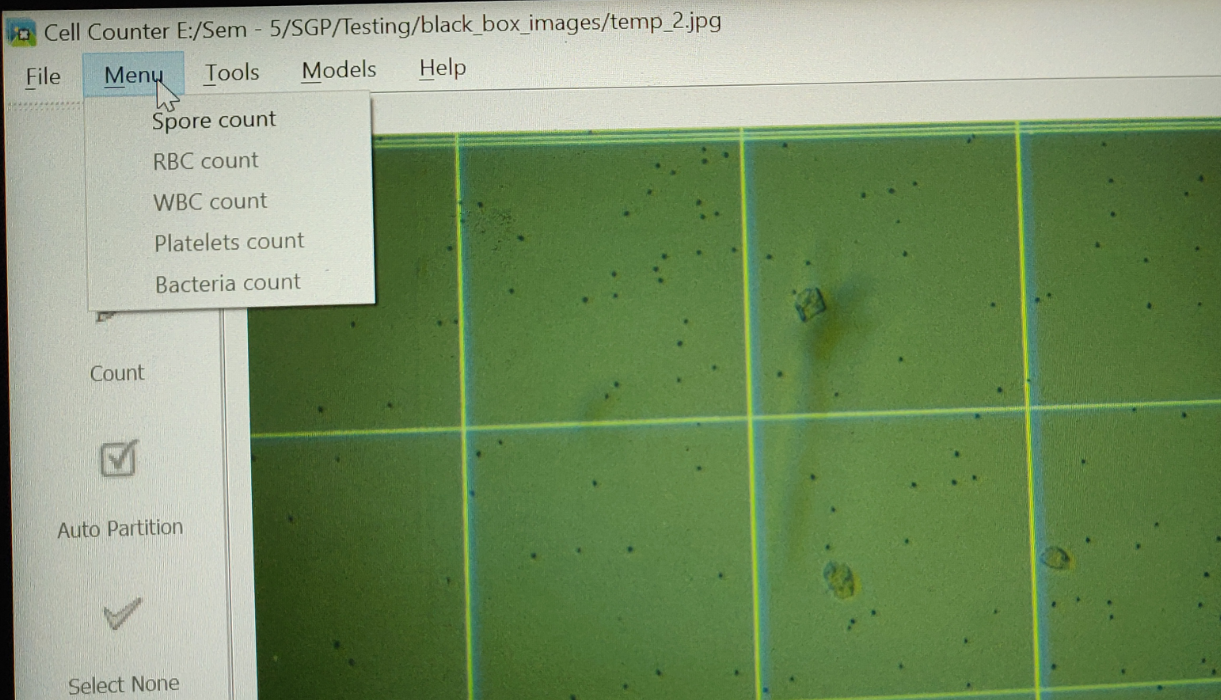 Cell Counter E:/Sem - 5/SGP/Testing/black_box_images/temp_2.jpg
File Menu Tools Models Help
Spore count
RBC count
WBC count
Platelets count
Bacteria count
Count
Auto Partition
Select None